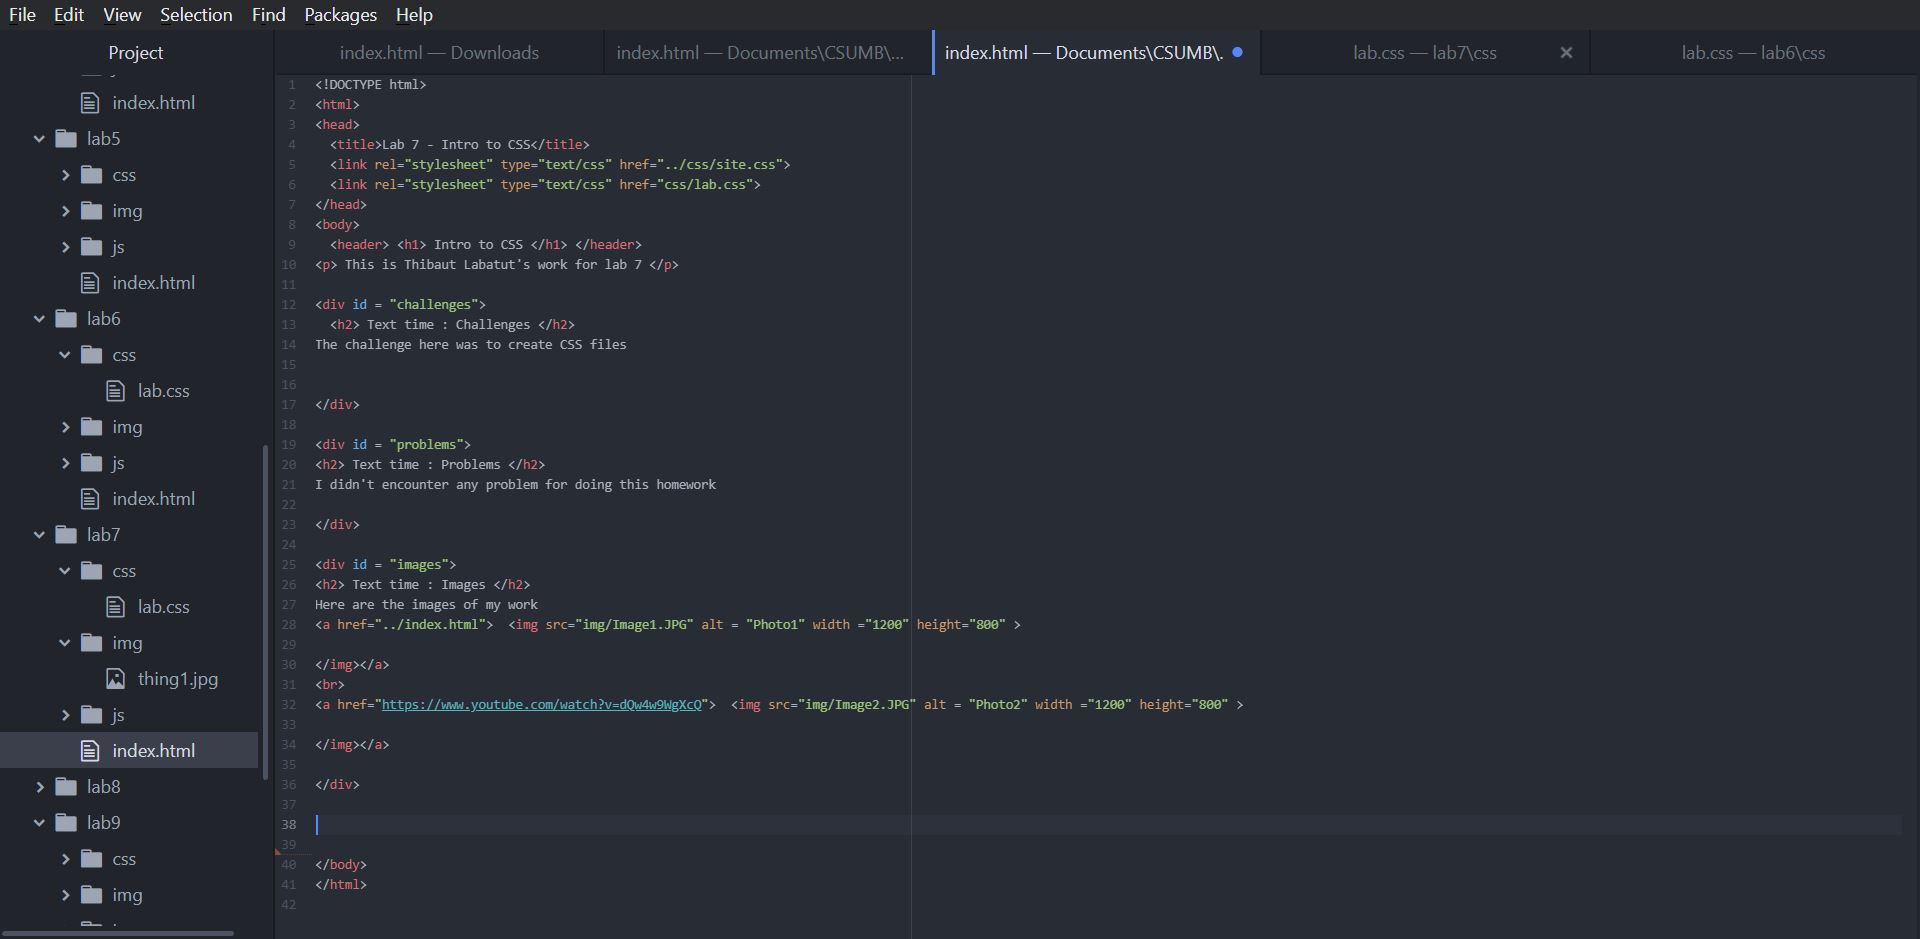 File Edit View Selection Find Packages Help
Project
index.html
lab5
css
img
js
index.html
lab6
css
lab.css
img
js
index.html
lab7
css
lab.css
img
thing1.jpg
js
index.html
lab8
lab9
css
img
index.html — Downloads
index.html — Documents\CSUMB\...
index.html — Documents\CSUMB\.
lab.css — lab7\css
lab.css — lab6\css
1 <!DOCTYPE html>
2 <html>
3 <head>
4 <title>Lab 7 - Intro to CSS</title>
5 <link rel="stylesheet" type="text/css" href="../css/site.css">
6 <link rel="stylesheet" type="text/css" href="css/lab.css">
7 </head>
8 <body>
9 <header> <h1> Intro to CSS </h1> </header>
10 <p> This is Thibaut Labatut's work for lab 7 </p>
11
12 <div id = "challenges">
13 <h2> Text time : Challenges </h2>
14 The challenge here was to create CSS files
15
16
17 </div>
18
19 <div id = "problems">
20 <h2> Text time : Problems </h2>
21 I didn't encounter any problem for doing this homework
22
23 </div>
24
25 <div id = "images">
26 <h2> Text time : Images </h2>
27 Here are the images of my work
28 <a href="../index.html">  <img src="img/Image1.JPG" alt = "Photo1" width ="1200" height="800" >
29
30 </img></a>
31 <br>
32 <a href="https://www.youtube.com/watch?v=dQw4w9WgXcQ">  <img src="img/Image2.JPG" alt = "Photo2" width ="1200" height="800" >
33
34 </img></a>
35
36 </div>
37
38
39
40 </body>
41 </html>
42